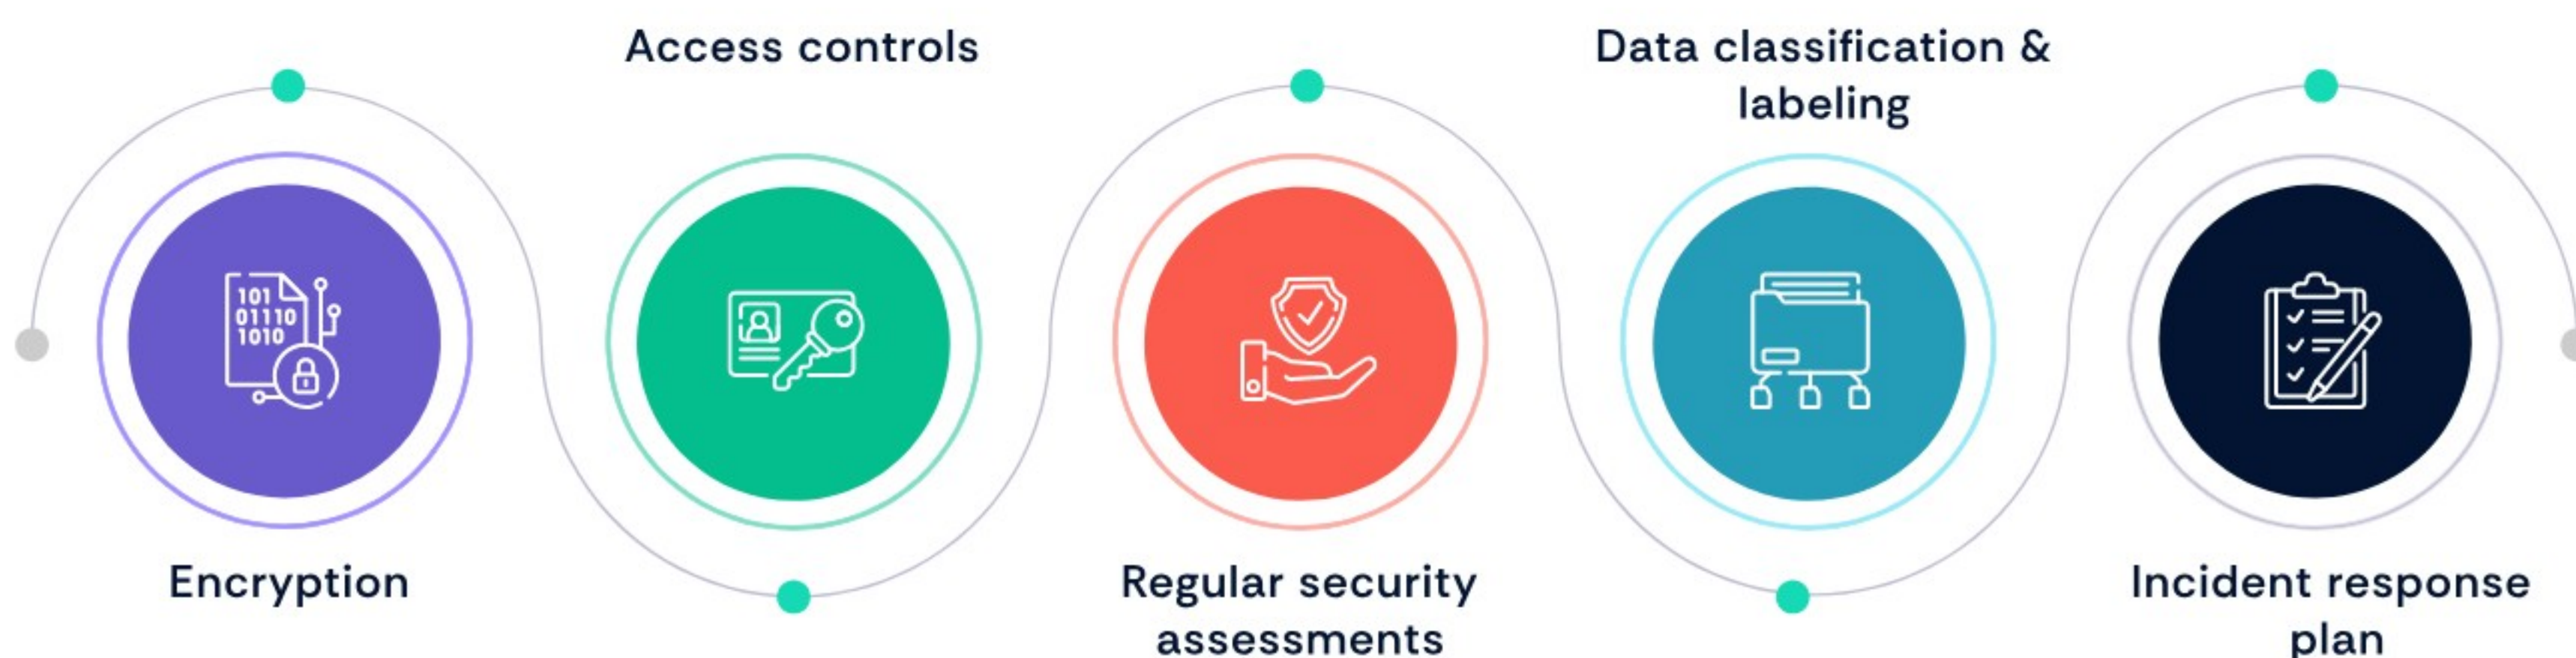 Encryption
101
01110
1010
Access controls
Regular security
assessments
Data classification &
labeling
Incident response
plan